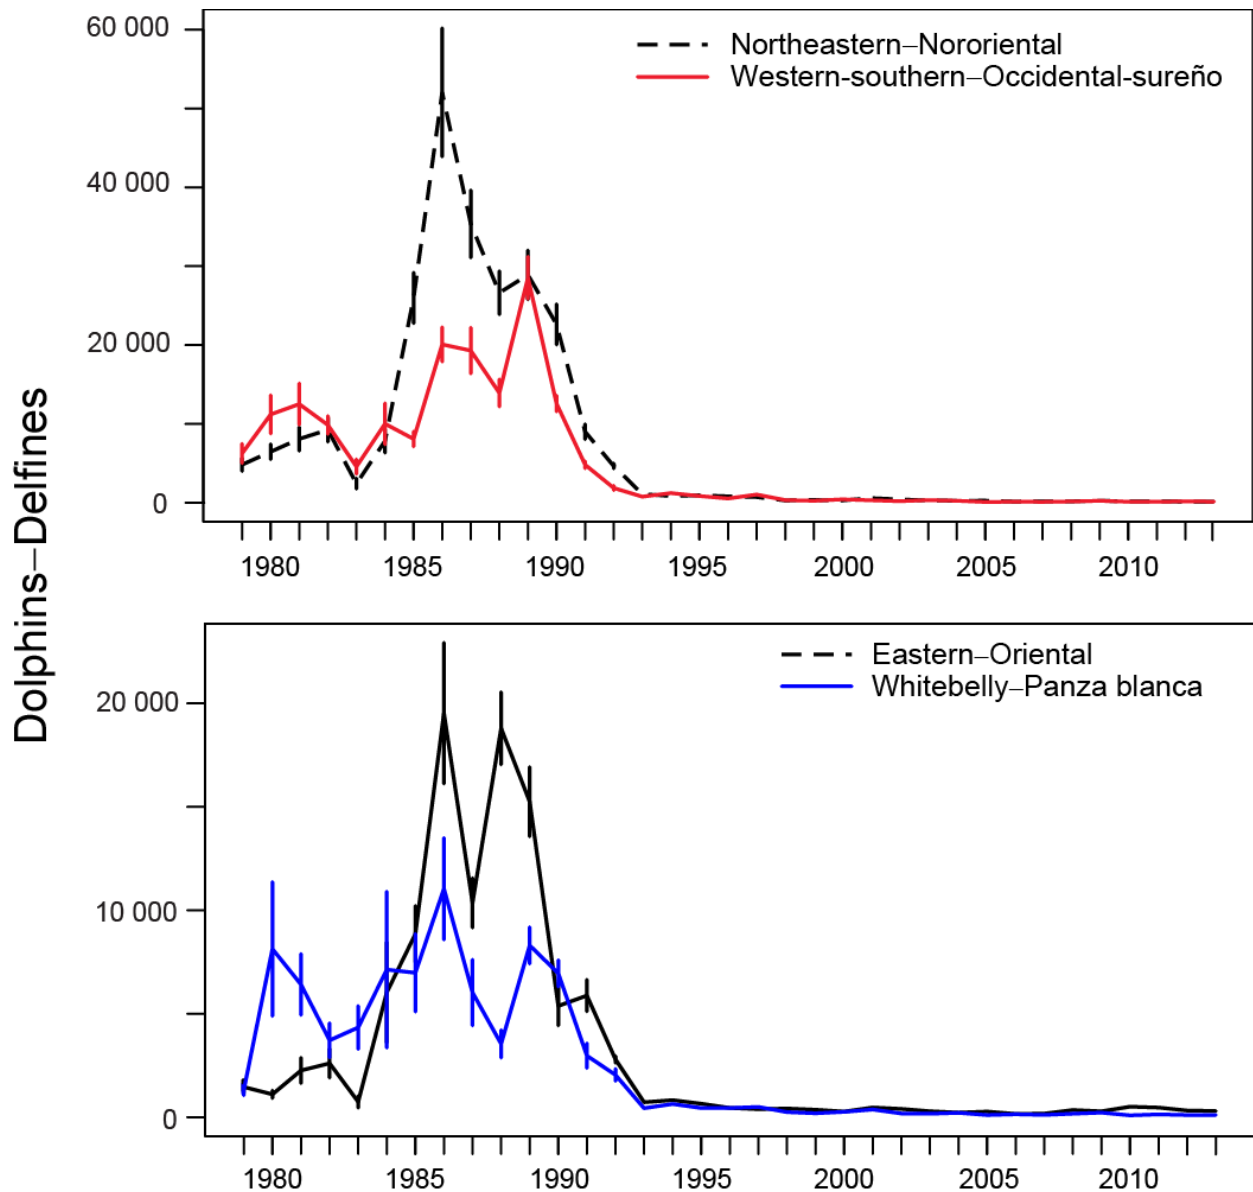 Dolphins–Delfines
60 000
40 000
20 000
0
Northeastern–Nororiental
Western-southern–Occidental-sureño
1980 1985 1990 1995 2000 2005 2010
20 000
10 000
0
Eastern–Oriental
Whitebelly–Panza blanca
1980 1985 1990 1995 2000 2005 2010